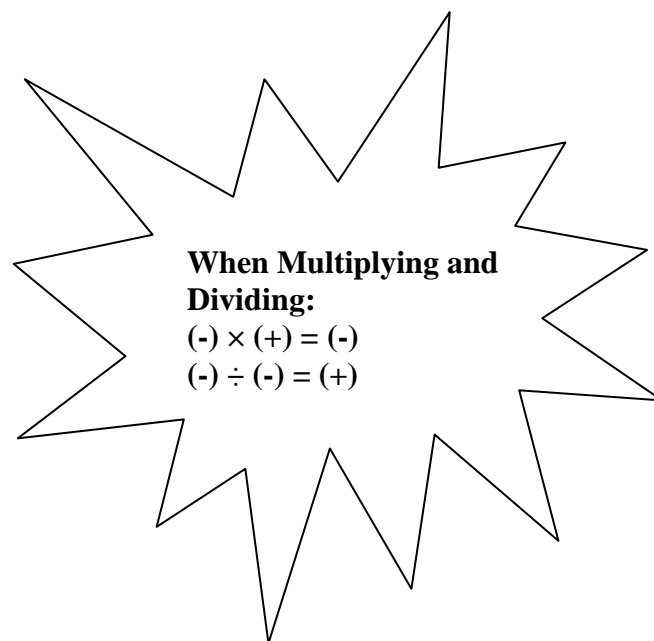 When Multiplying and
Dividing:
(-) × (+) = (-)
(-) ÷ (-) = (+)